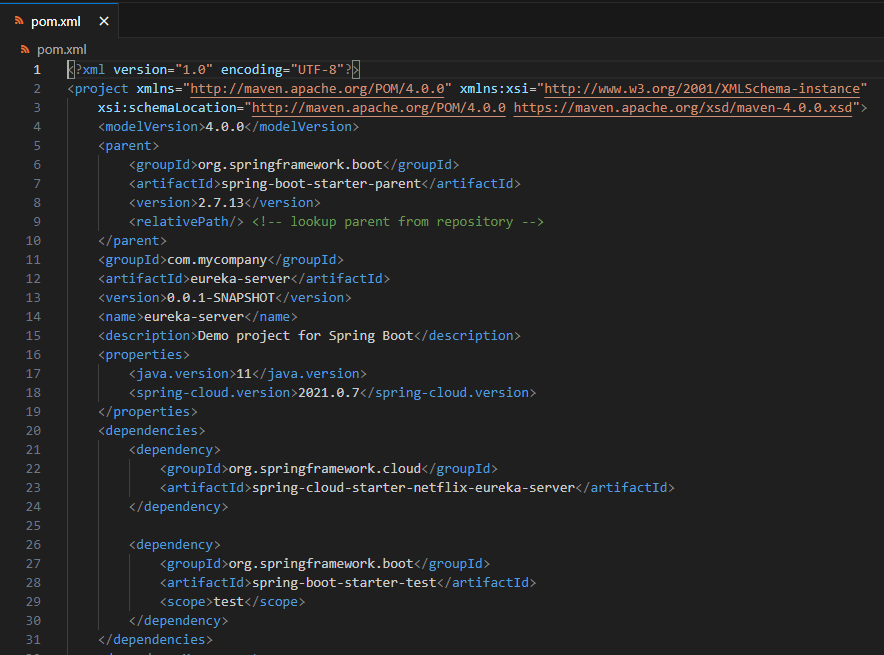 pom.xml ×
pom.xml
1 <?xml version="1.0" encoding="UTF-8"?>
2 <project xmlns="http://maven.apache.org/POM/4.0.0" xmlns:xsi="http://www.w3.org/2001/XMLSchema-instance"
3     xsi:schemaLocation="http://maven.apache.org/POM/4.0.0 https://maven.apache.org/xsd/maven-4.0.0.xsd">
4     <modelVersion>4.0.0</modelVersion>
5     <parent>
6         <groupId>org.springframework.boot</groupId>
7         <artifactId>spring-boot-starter-parent</artifactId>
8         <version>2.7.13</version>
9         <relativePath/> <!-- lookup parent from repository -->
10     </parent>
11     <groupId>com.mycompany</groupId>
12     <artifactId>eureka-server</artifactId>
13     <version>0.0.1-SNAPSHOT</version>
14     <name>eureka-server</name>
15     <description>Demo project for Spring Boot</description>
16     <properties>
17         <java.version>11</java.version>
18         <spring-cloud.version>2021.0.7</spring-cloud.version>
19     </properties>
20     <dependencies>
21         <dependency>
22             <groupId>org.springframework.cloud</groupId>
23             <artifactId>spring-cloud-starter-netflix-eureka-server</artifactId>
24         </dependency>
25
26         <dependency>
27             <groupId>org.springframework.boot</groupId>
28             <artifactId>spring-boot-starter-test</artifactId>
29             <scope>test</scope>
30         </dependency>
31     </dependencies>